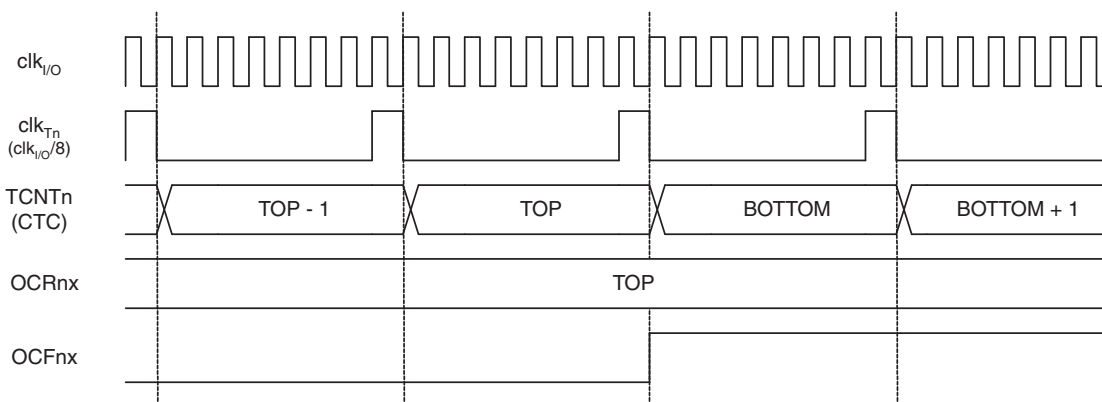 clkI/O
clkTn
(clkI/O/8)
TCNTn
(CTC)
TOP - 1
TOP
BOTTOM
BOTTOM + 1
OCRnx
TOP
OCFnx